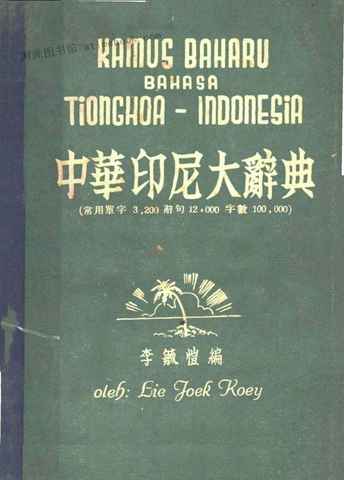 KAMUS BAHARU
BAHASA
TIONGHOA - INDONESIA
中華印尼大辭典
(常用單字 3,200 辭句 12,000 字數 100,000)
李毓愷編
oleh: Lie Joek Koey